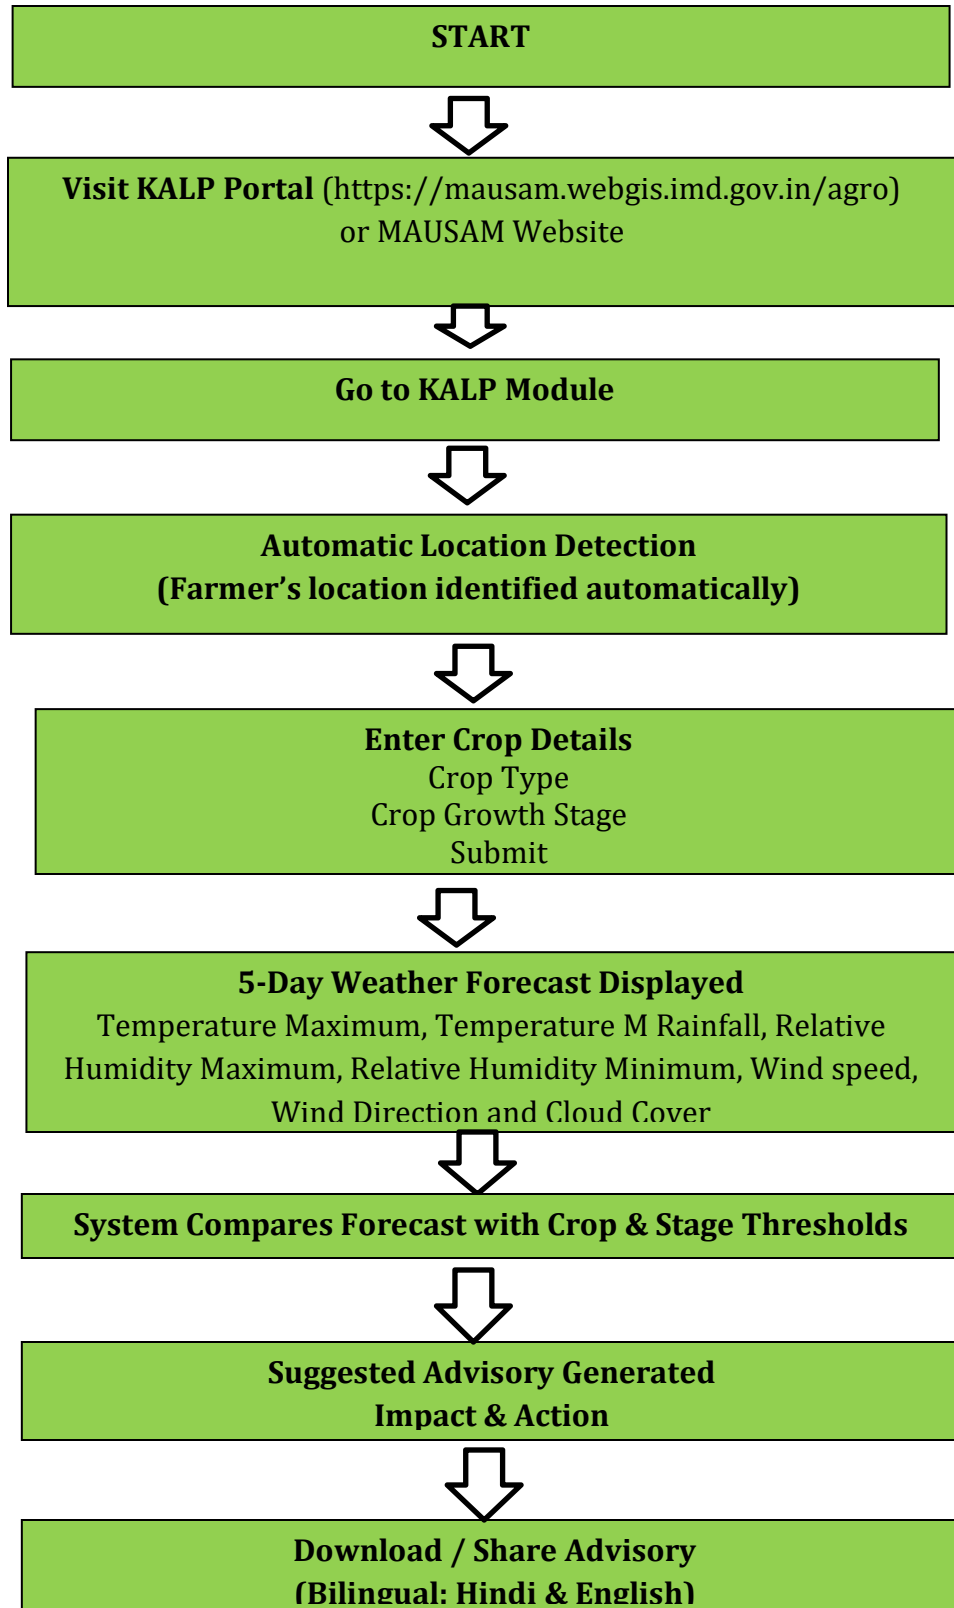 START
Visit KALP Portal (https://mausam.webgis.imd.gov.in/agro)
or MAUSAM Website
Go to KALP Module
Automatic Location Detection
(Farmer’s location identified automatically)
Enter Crop Details
Crop Type
Crop Growth Stage
Submit
5-Day Weather Forecast Displayed
Temperature Maximum, Temperature M Rainfall, Relative
Humidity Maximum, Relative Humidity Minimum, Wind speed,
Wind Direction and Cloud Cover
System Compares Forecast with Crop & Stage Thresholds
Suggested Advisory Generated
Impact & Action
Download / Share Advisory
(Bilingual: Hindi & English)